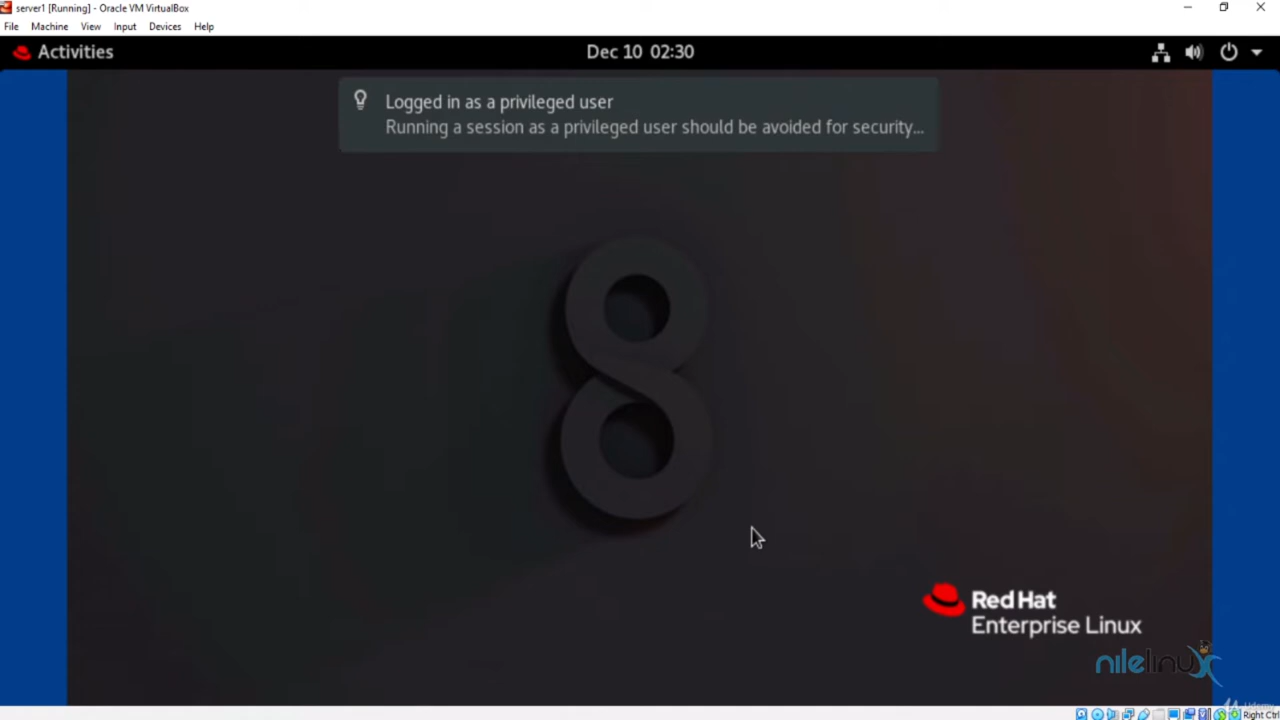 server1 [Running] - Oracle VM VirtualBox
File Machine View Input Devices Help
Activities
Dec 10 02:30
Logged in as a privileged user
Running a session as a privileged user should be avoided for security...
8
Red Hat
Enterprise Linux
nilelinux
Udemy
Right Ctrl